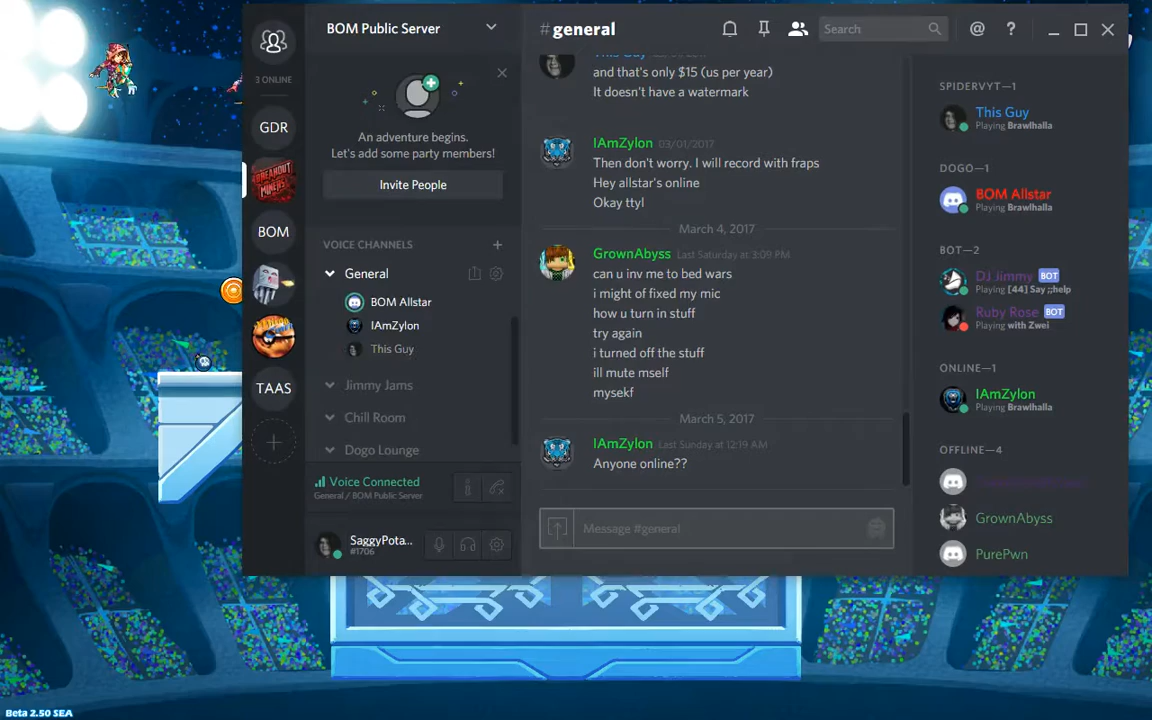 BOM Public Server
3 ONLINE
GDR
BREAKOUT
MINERS
BOM
TAAS
An adventure begins.
Let's add some party members!
Invite People
VOICE CHANNELS
General
BOM Allstar
IAmZylon
This Guy
Jimmy Jams
Chill Room
Dogo Lounge
Voice Connected
General / BOM Public Server
SaggyPota...
#1706
#general
Search
@
?
This Guy
and that's only $15 (us per year)
It doesn't have a watermark
IAmZylon 03/01/2017
Then don't worry. I will record with fraps
Hey allstar's online
Okay ttyl
March 4, 2017
GrownAbyss Last Saturday at 3:09 PM
can u inv me to bed wars
i might of fixed my mic
how u turn in stuff
try again
i turned off the stuff
ill mute mself
mysekf
March 5, 2017
IAmZylon Last Sunday at 12:19 AM
Anyone online??
Message #general
SPIDERVYT—1
This Guy
Playing Brawlhalla
DOGO—1
BOM Allstar
Playing Brawlhalla
BOT—2
DJ Jimmy BOT
Playing [44] Say ;;help
Ruby Rose BOT
Playing with Zwei
ONLINE—1
IAmZylon
Playing Brawlhalla
OFFLINE—4
GrownAbyss
PurePwn
Beta 2.50 SEA